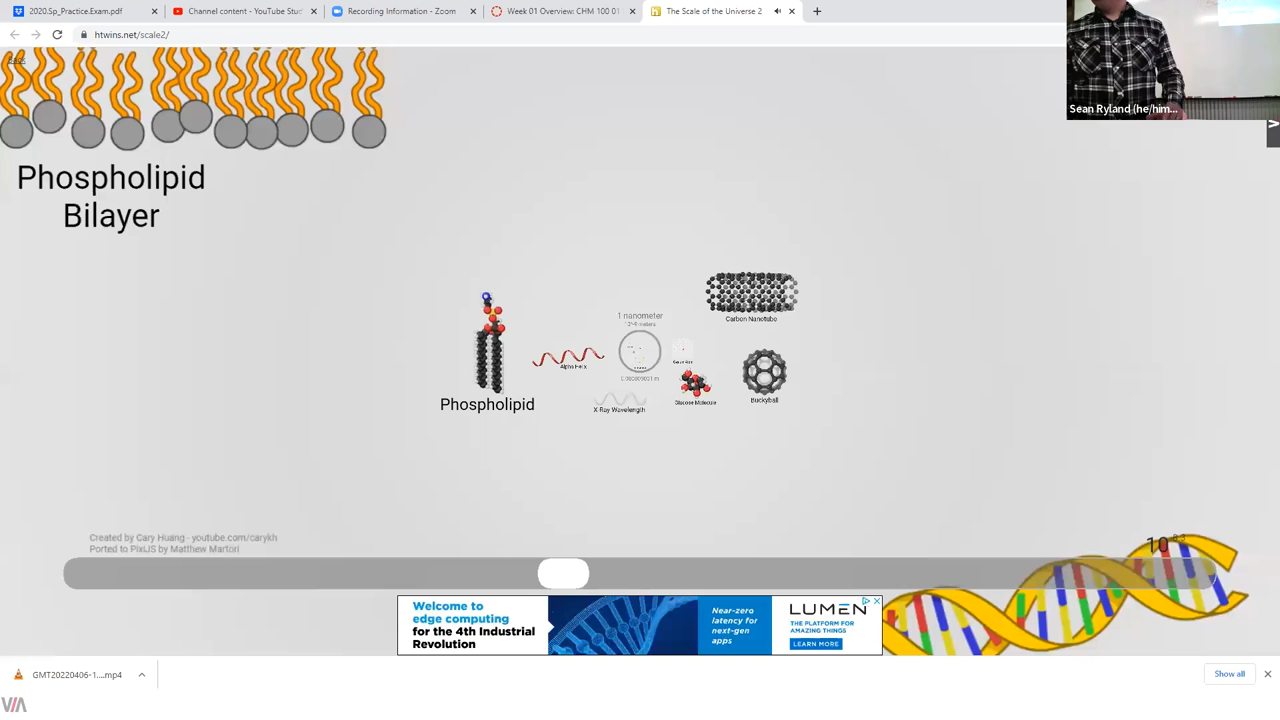 2020.Sp_Practice.Exam.pdf
Channel content - YouTube Stud
Recording Information - Zoom
Week 01 Overview: CHM 100 01
The Scale of the Universe 2
htwins.net/scale2/
Back
Sean Ryland (he/him...
Phospholipid
Bilayer
1 nanometer
Carbon Nanotube
Alpha Helix
0.000000001 m
Phospholipid
X-Ray Wavelength
Glucose Molecule
Buckyball
Created by Cary Huang - youtube.com/carykh
Ported to PixiJS by Matthew Martori
Welcome to
edge computing
for the 4th Industrial
Revolution
Near-zero
latency for
next-gen
apps
LUMEN
THE PLATFORM FOR
AMAZING THINGS
LEARN MORE
GMT20220406-1....mp4
Show all
VIA